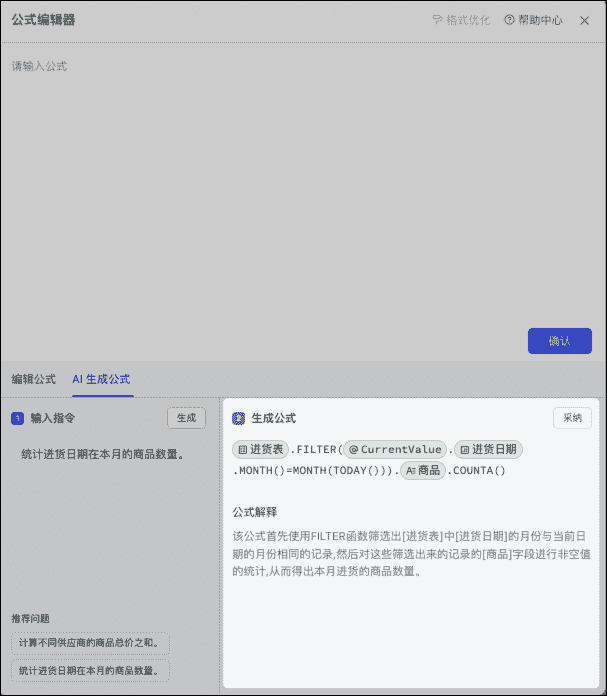 公式编辑器
格式优化
帮助中心
请输入公式
确认
编辑公式
AI 生成公式
1 输入指令
生成
统计进货日期在本月的商品数量。
推荐问题
计算不同供应商的商品总价之和。
统计进货日期在本月的商品数量。
2 生成公式
采纳
进货表.FILTER(@CurrentValue.进货日期
.MONTH()=MONTH(TODAY())).商品.COUNTA()
公式解释
该公式首先使用FILTER函数筛选出[进货表]中[进货日期]的月份与当前日
期的月份相同的记录,然后对这些筛选出来的记录的[商品]字段进行非空值
的统计,从而得出本月进货的商品数量。